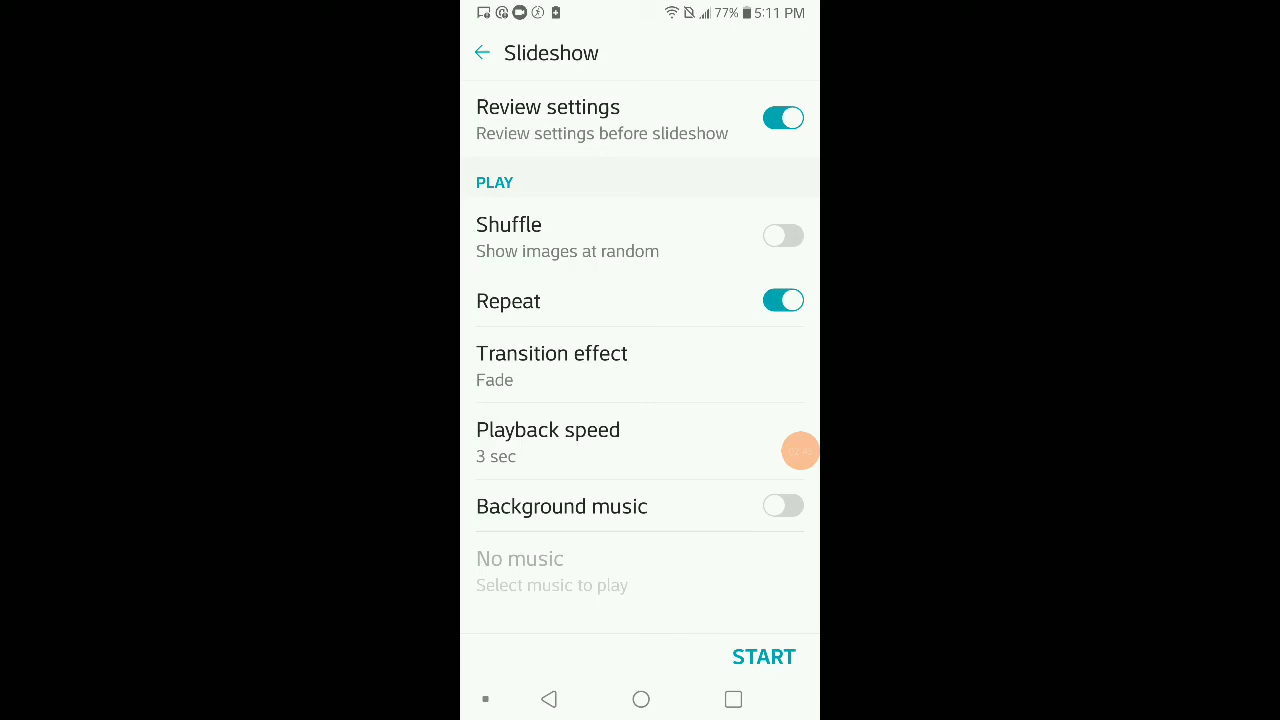 77% 5:11 PM
Slideshow
Review settings
Review settings before slideshow
PLAY
Shuffle
Show images at random
Repeat
Transition effect
Fade
Playback speed
3 sec
Background music
No music
Select music to play
START